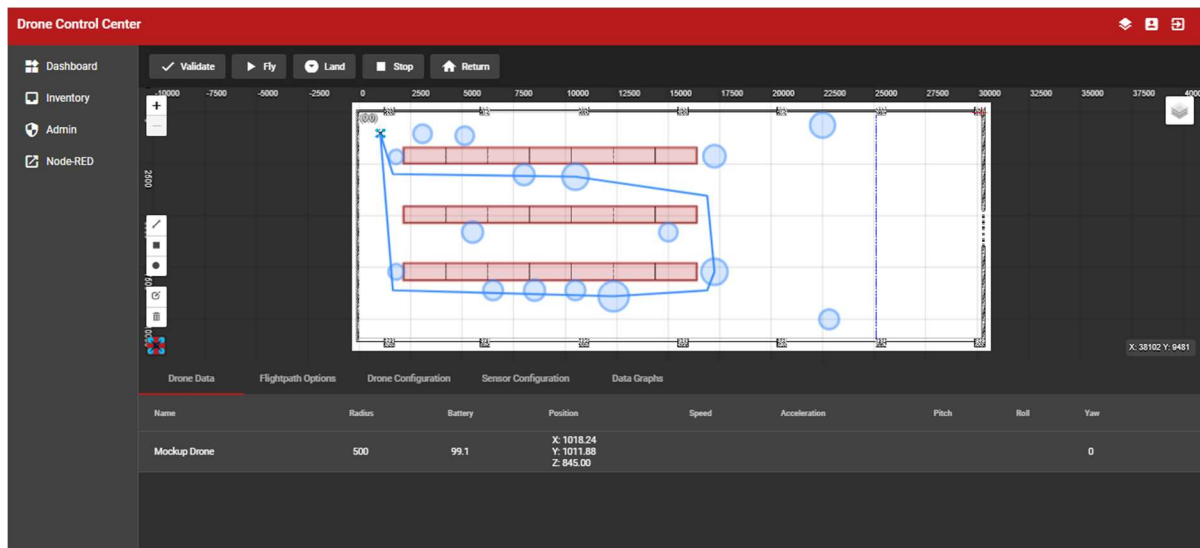 Drone Control Center
Dashboard
Inventory
Admin
Node-RED
Validate Fly Land Stop Return
-10000 -7500 -5000 -2500 0 2500 5000 7500 10000 12500 15000 17500 20000 22500 25000 27500 30000 32500 35000 37500
+
2500
(0,0)
X: 38102 Y: 9481
Drone Data Flightpath Options Drone Configuration Sensor Configuration Data Graphs
Name Radius Battery Position Speed Acceleration Pitch Roll Yaw
Mockup Drone 500 99.1 X: 1018.24 0
Y: 1011.88
Z: 845.00